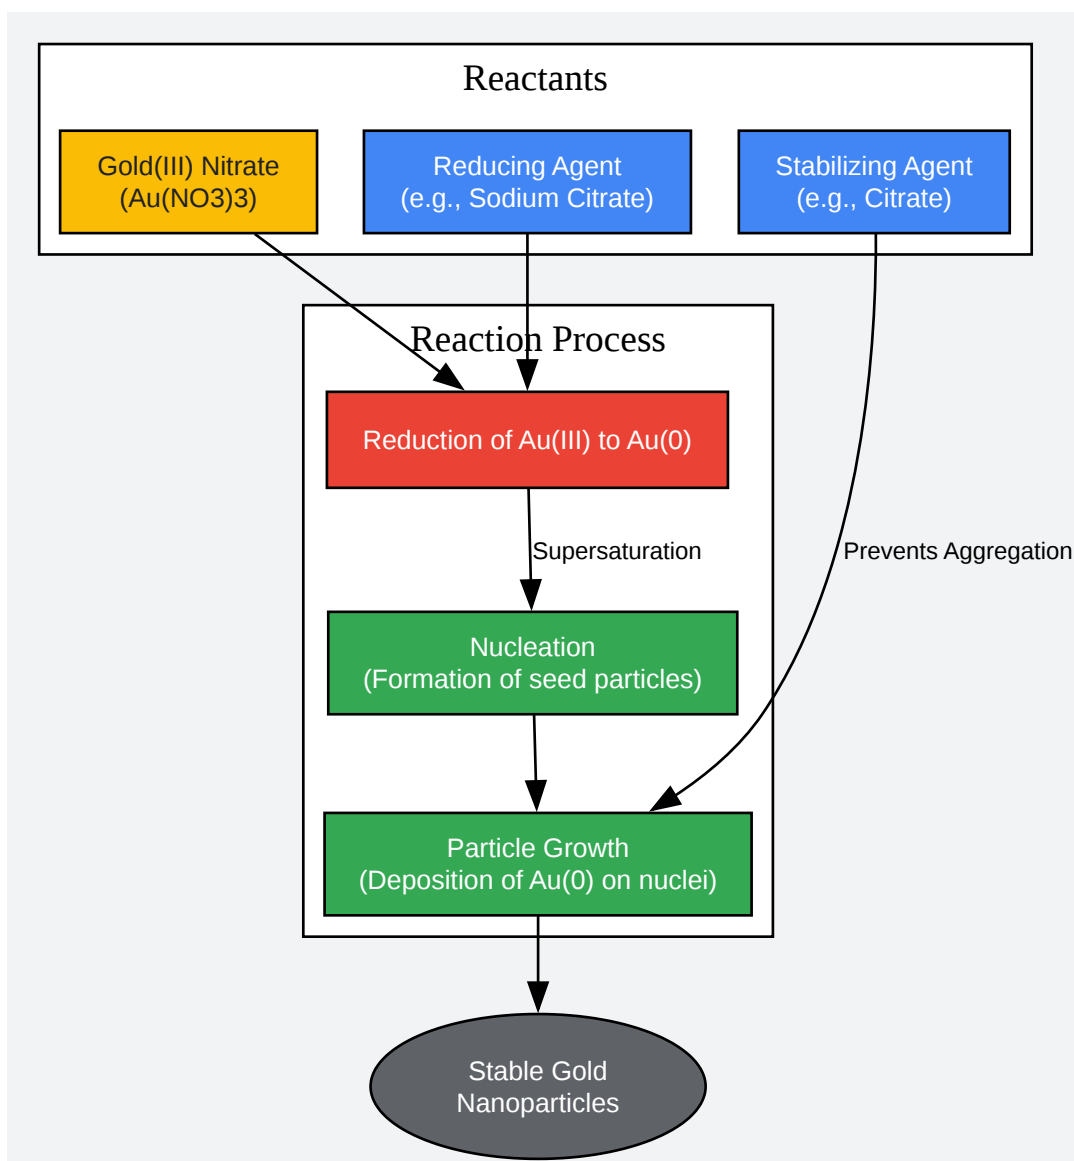 Reactants
Gold(III) Nitrate
(Au(NO3)3)
Reducing Agent
(e.g., Sodium Citrate)
Stabilizing Agent
(e.g., Citrate)
Reaction Process
Reduction of Au(III) to Au(0)
Supersaturation
Prevents Aggregation
Nucleation
(Formation of seed particles)
Particle Growth
(Deposition of Au(0) on nuclei)
Stable Gold
Nanoparticles